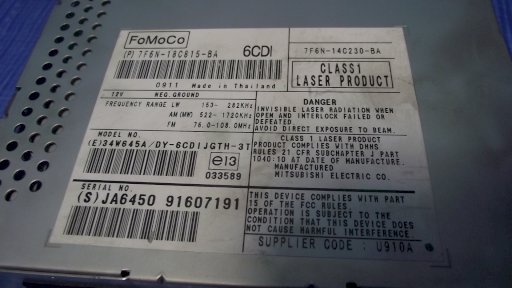 FoMoCo
(P) 7F6N-18C815-BA
6CDI
7F6N-14C230-BA
0911 Made in Thailand
CLASS1
LASER PRODUCT
12V NEG.GROUND
FREQUENCY RANGE LW 153- 282KHz
AM(MW) 522- 1720KHz
FM 76.0-108.0MHz
DANGER
INVISIBLE LASER RADIATION WHEN
OPEN AND INTERLOCK FAILED OR
DEFEATED
AVOID DIRECT EXPOSURE TO BEAM.
MODEL NO.
(E)34W645A/DY-6CDIJGTH-3T
e13
033589
CLASS 1 LASER PRODUCT
PRODUCT COMPLIES WITH DHHS
RULES 21 CFR SUBCHAPTER J PART
1040:10 AT DATE OF MANUFACTURE.
MANUFACTURED
MITSUBISHI ELECTRIC CO.
SERIAL NO.
(S)JA6450 91607191
THIS DEVICE COMPLIES WITH PART
15 OF THE FCC RULES
OPERATION IS SUBJECT TO THE
CONDITION THAT THIS DEVICE DOES
NOT CAUSE HARMFUL INTERFERENCE.
SUPPLIER CODE : U910A